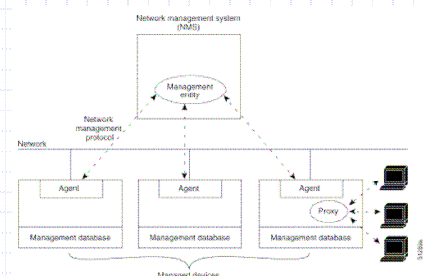 Network management system
(NMS)
Management
entity
Network
management
protocol
Network
Agent
Agent
Agent
Proxy
Management database
Management database
Management database
Managed devices